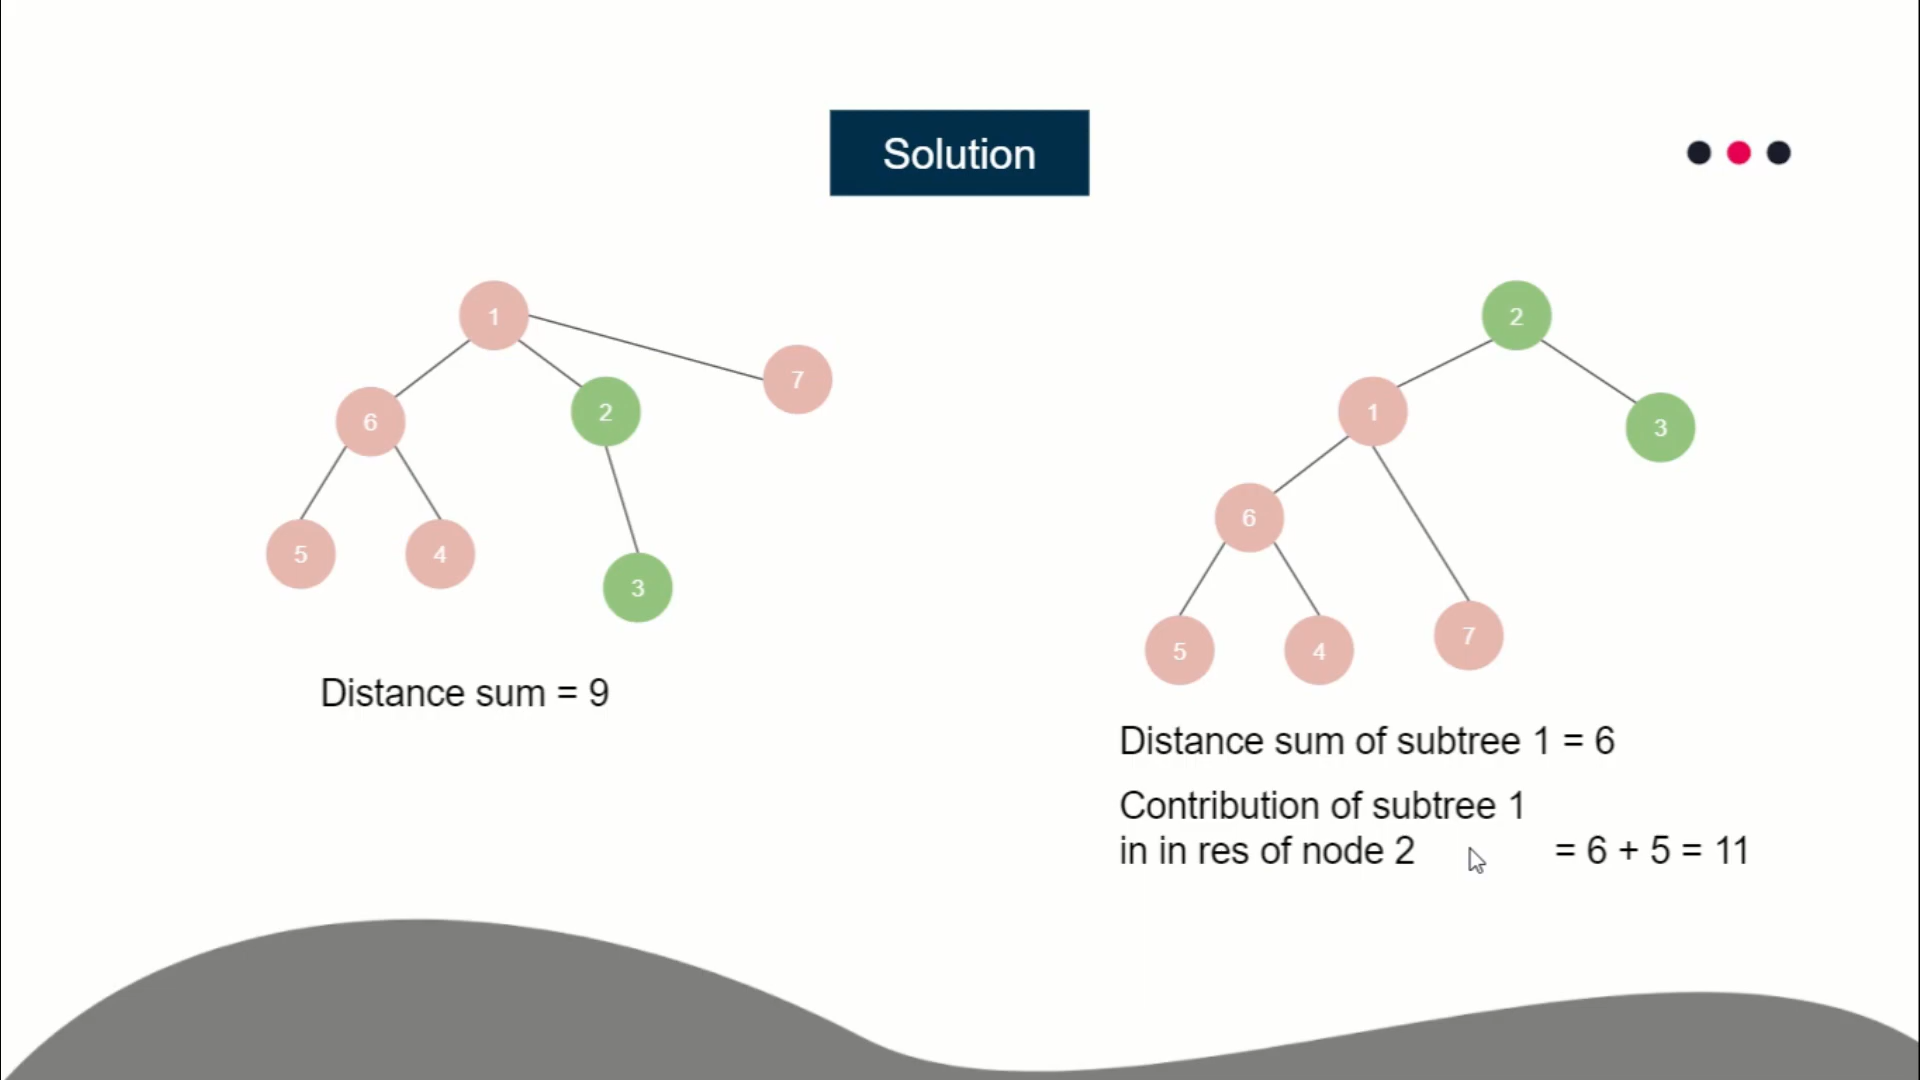 Solution
1
7
6
2
5
4
3
Distance sum = 9
2
1
3
6
5
4
7
Distance sum of subtree 1 = 6
Contribution of subtree 1
in in res of node 2 = 6 + 5 = 11